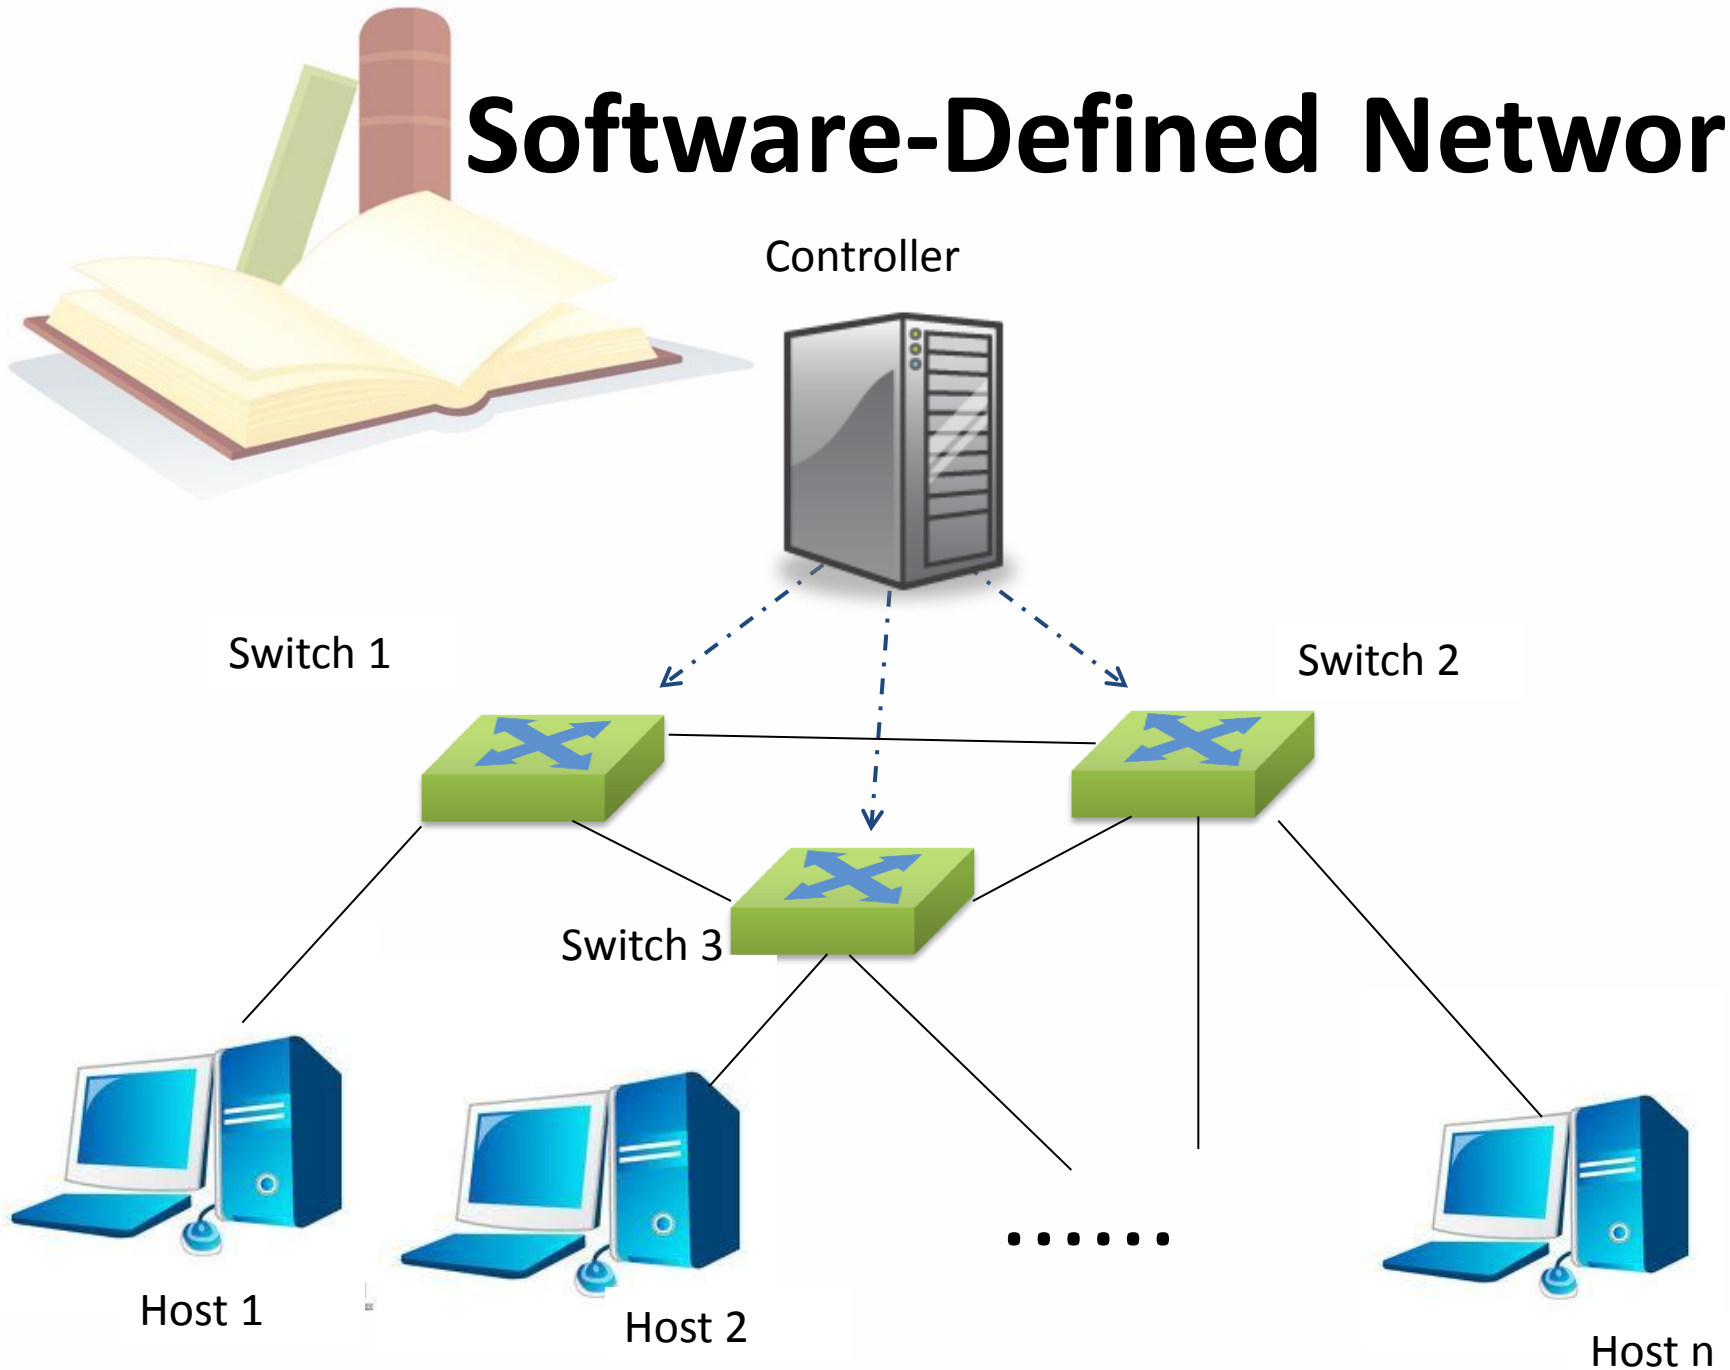 Software-Defined Networ
Controller
Switch 1
Switch 2
Switch 3
Host 1
Host 2
......
Host n